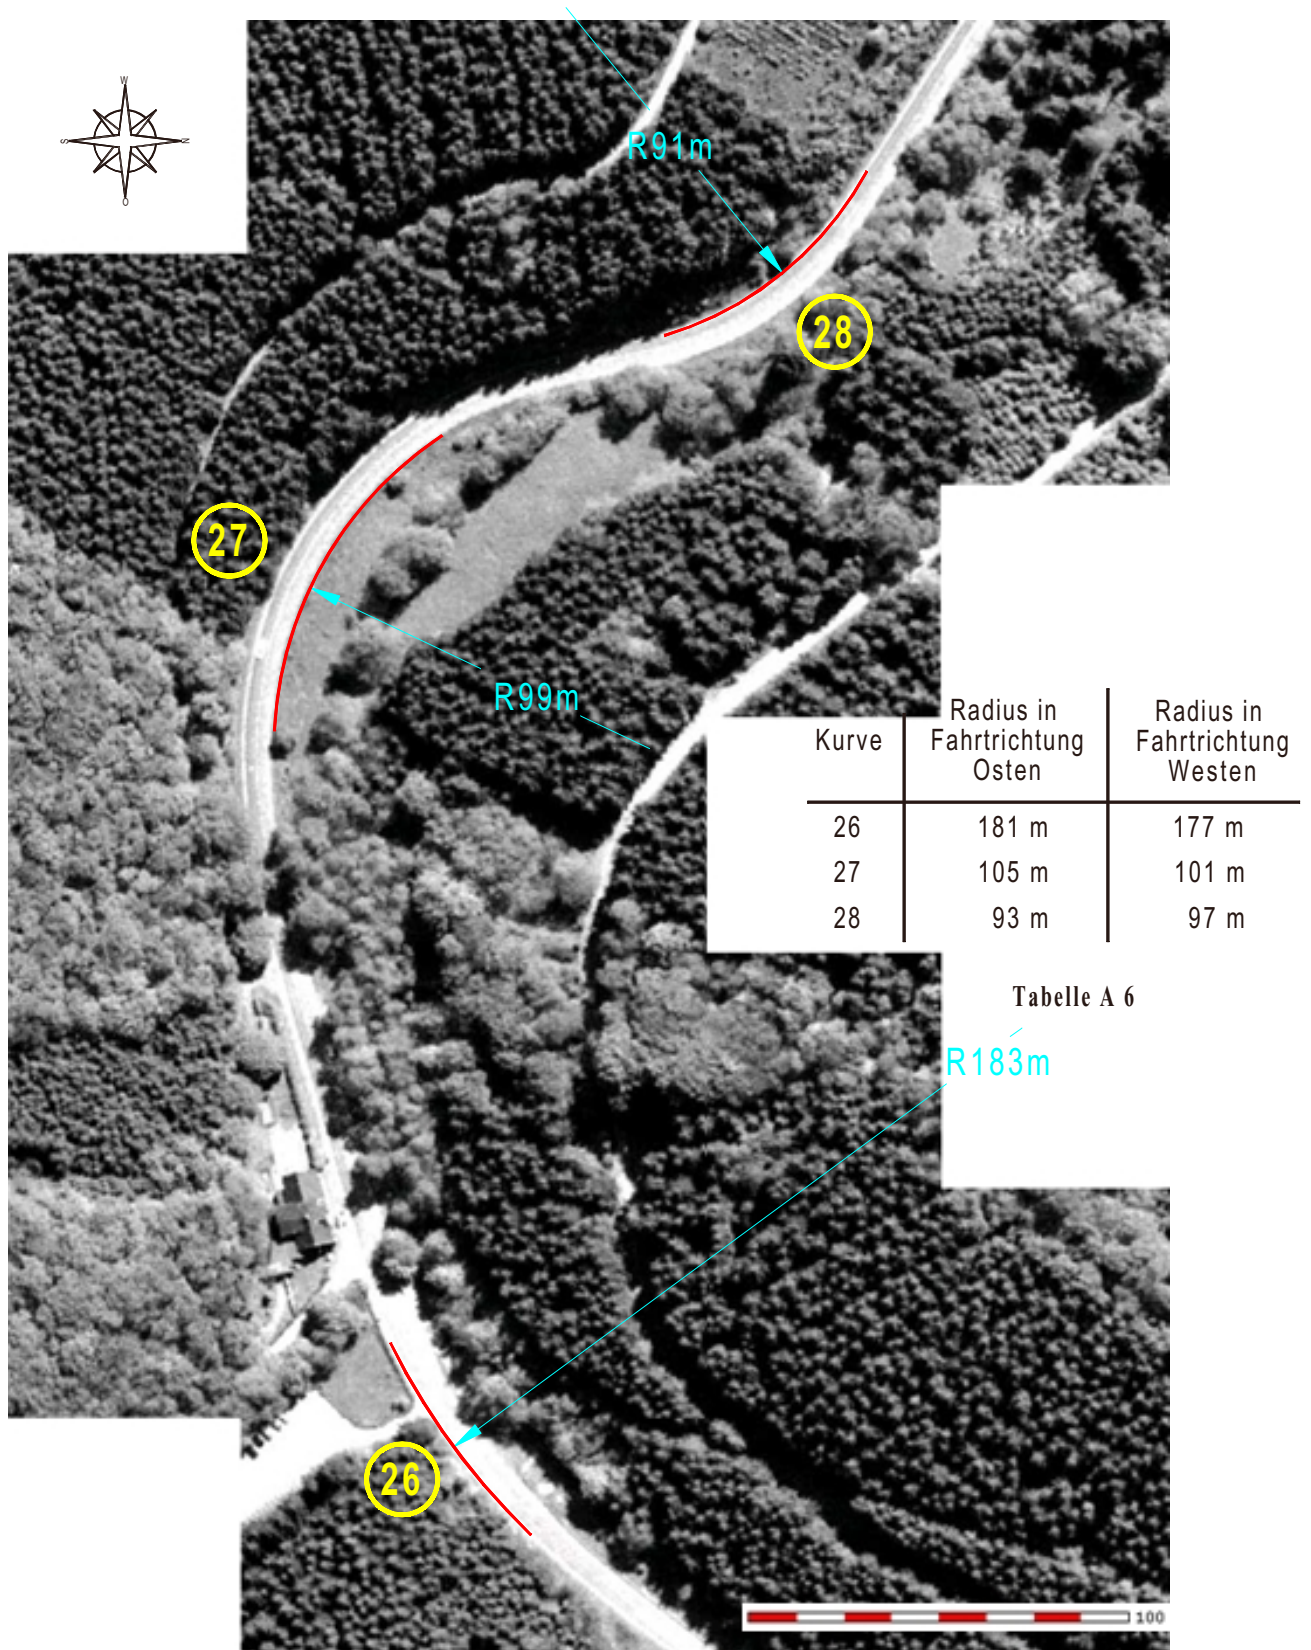 W
S
N
O
R91m
28
27
R99m
Kurve
Radius in
Fahrtrichtung
Osten
Radius in
Fahrtrichtung
Westen
26 181 m 177 m
27 105 m 101 m
28 93 m 97 m
Tabelle A 6
R183m
26
100